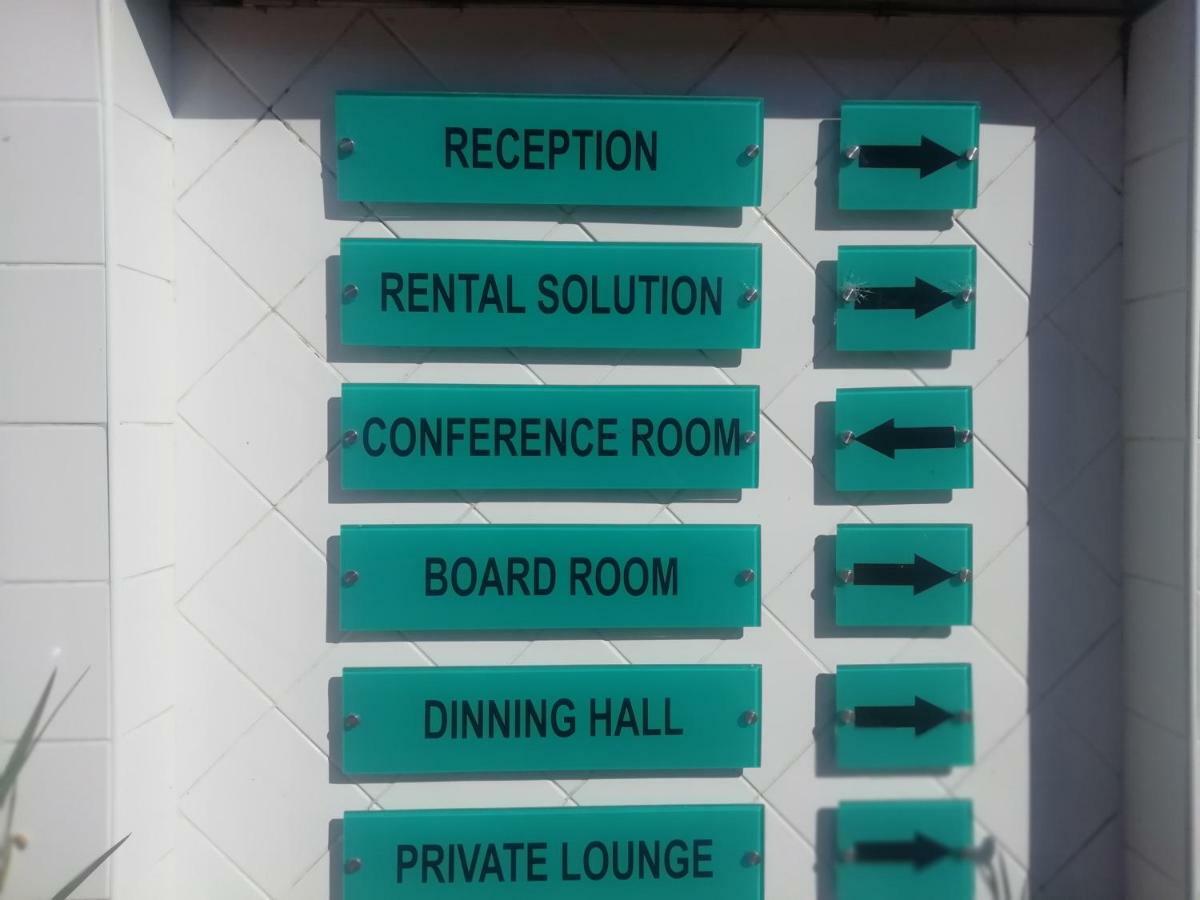 RECEPTION
RENTAL SOLUTION
CONFERENCE ROOM
BOARD ROOM
DINNING HALL
PRIVATE LOUNGE